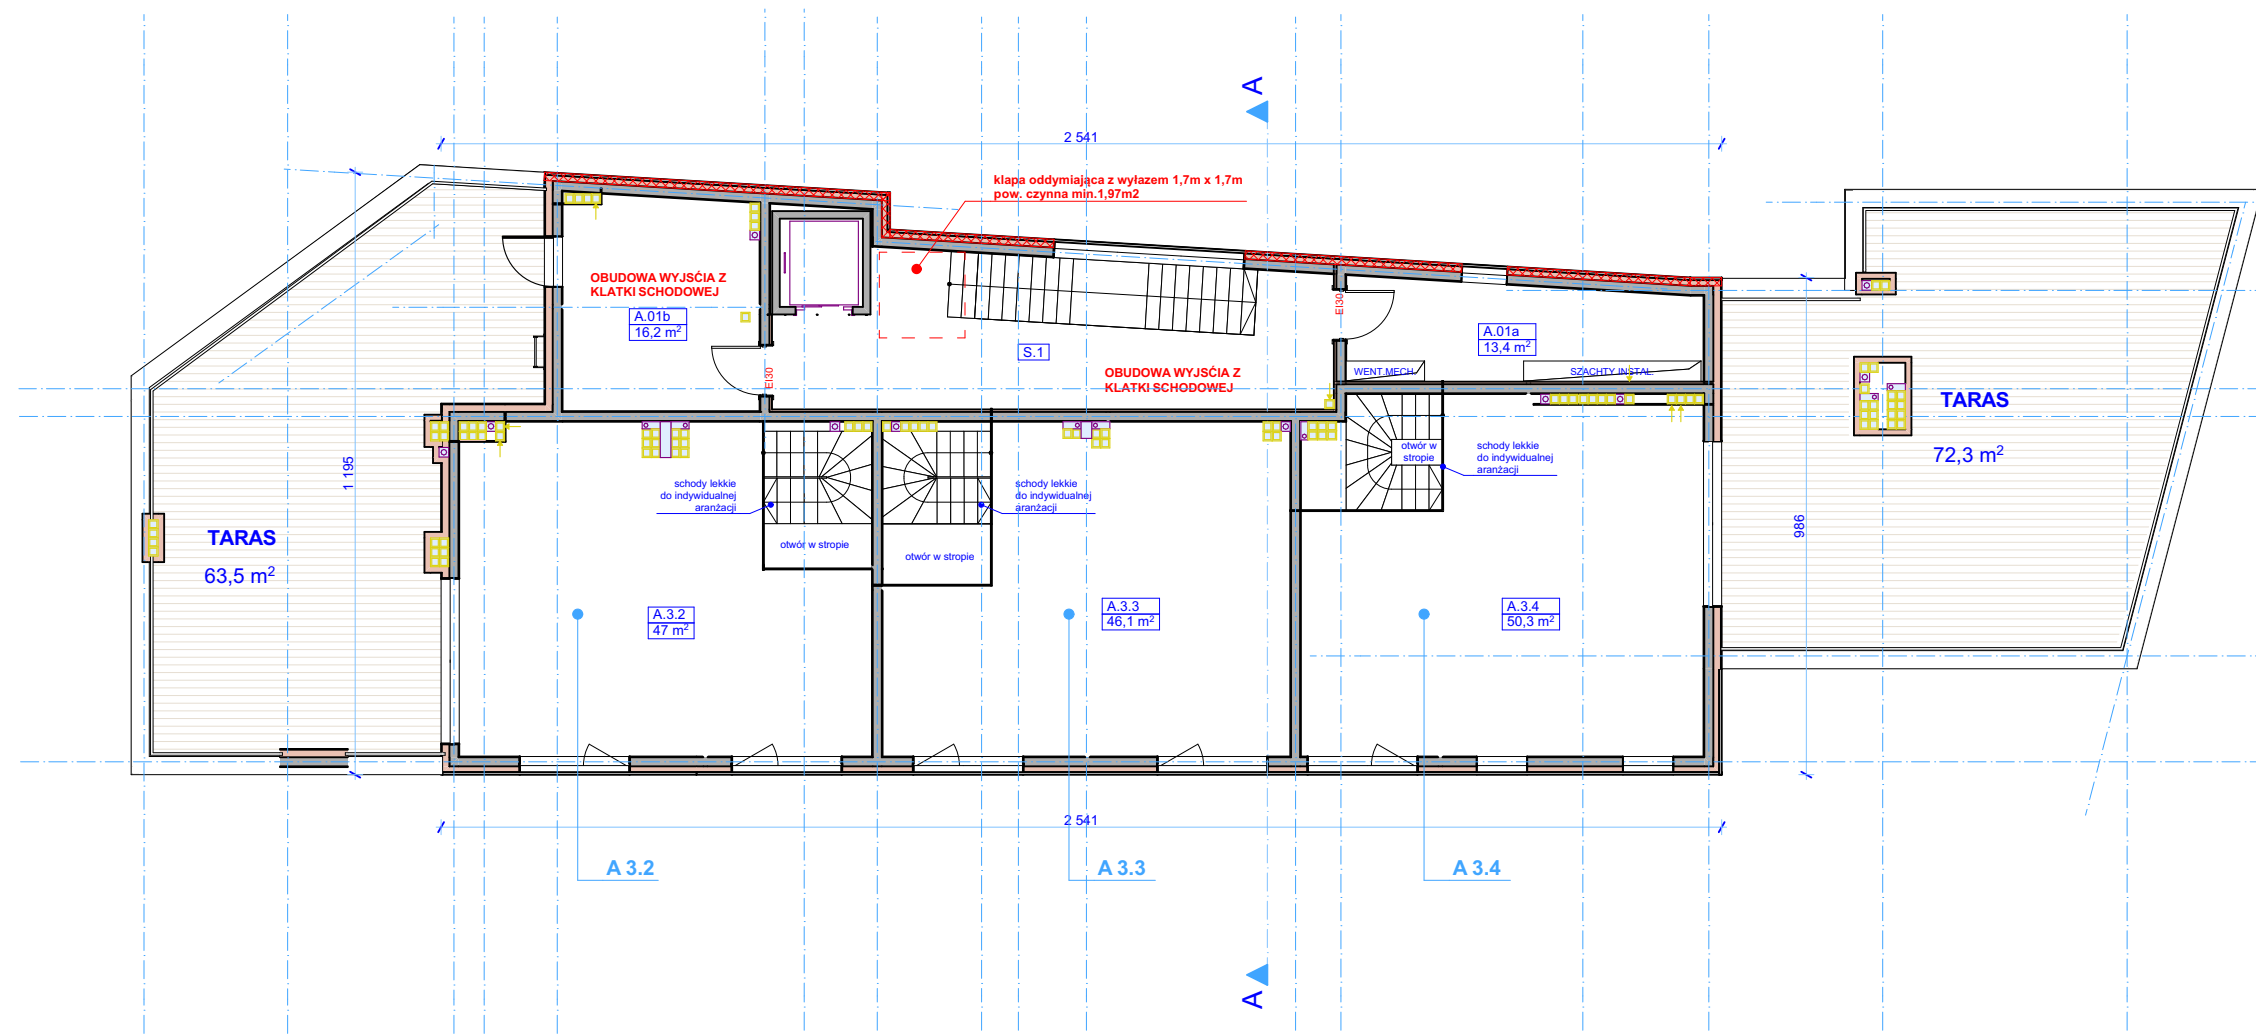 A
2 541
klapa oddymiająca z wyłazem 1,7m x 1,7m
pow. czynna min.1,97m2
OBUDOWA WYJSĆIA Z
KLATKI SCHODOWEJ
A.01b
16,2 m²
EI30
S.1
OBUDOWA WYJSĆIA Z
KLATKI SCHODOWEJ
EI30
A.01a
13,4 m²
WENT.MECH.
SZACHTY INSTAL.
TARAS
72,3 m²
986
1 195
TARAS
63,5 m²
schody lekkie
do indywidualnej
aranżacji
otwór w stropie
schody lekkie
do indywidualnej
aranżacji
otwór w stropie
otwór w
stropie
schody lekkie
do indywidualnej
aranżacji
A.3.2
47 m²
A.3.3
46,1 m²
A.3.4
50,3 m²
2 541
A 3.2
A 3.3
A 3.4
A